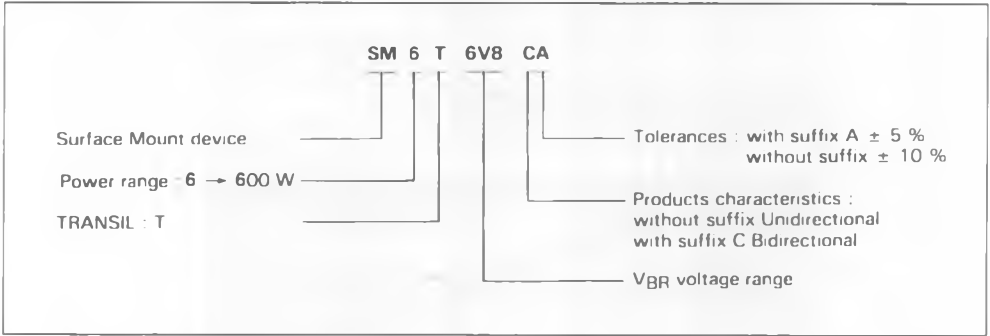 SM 6 T 6V8 CA
Surface Mount device
Power range 6 → 600 W
TRANSIL : T
Tolerances : with suffix A ± 5 %
without suffix ± 10 %
Products characteristics :
without suffix Unidirectional
with suffix C Bidirectional
VBR voltage range